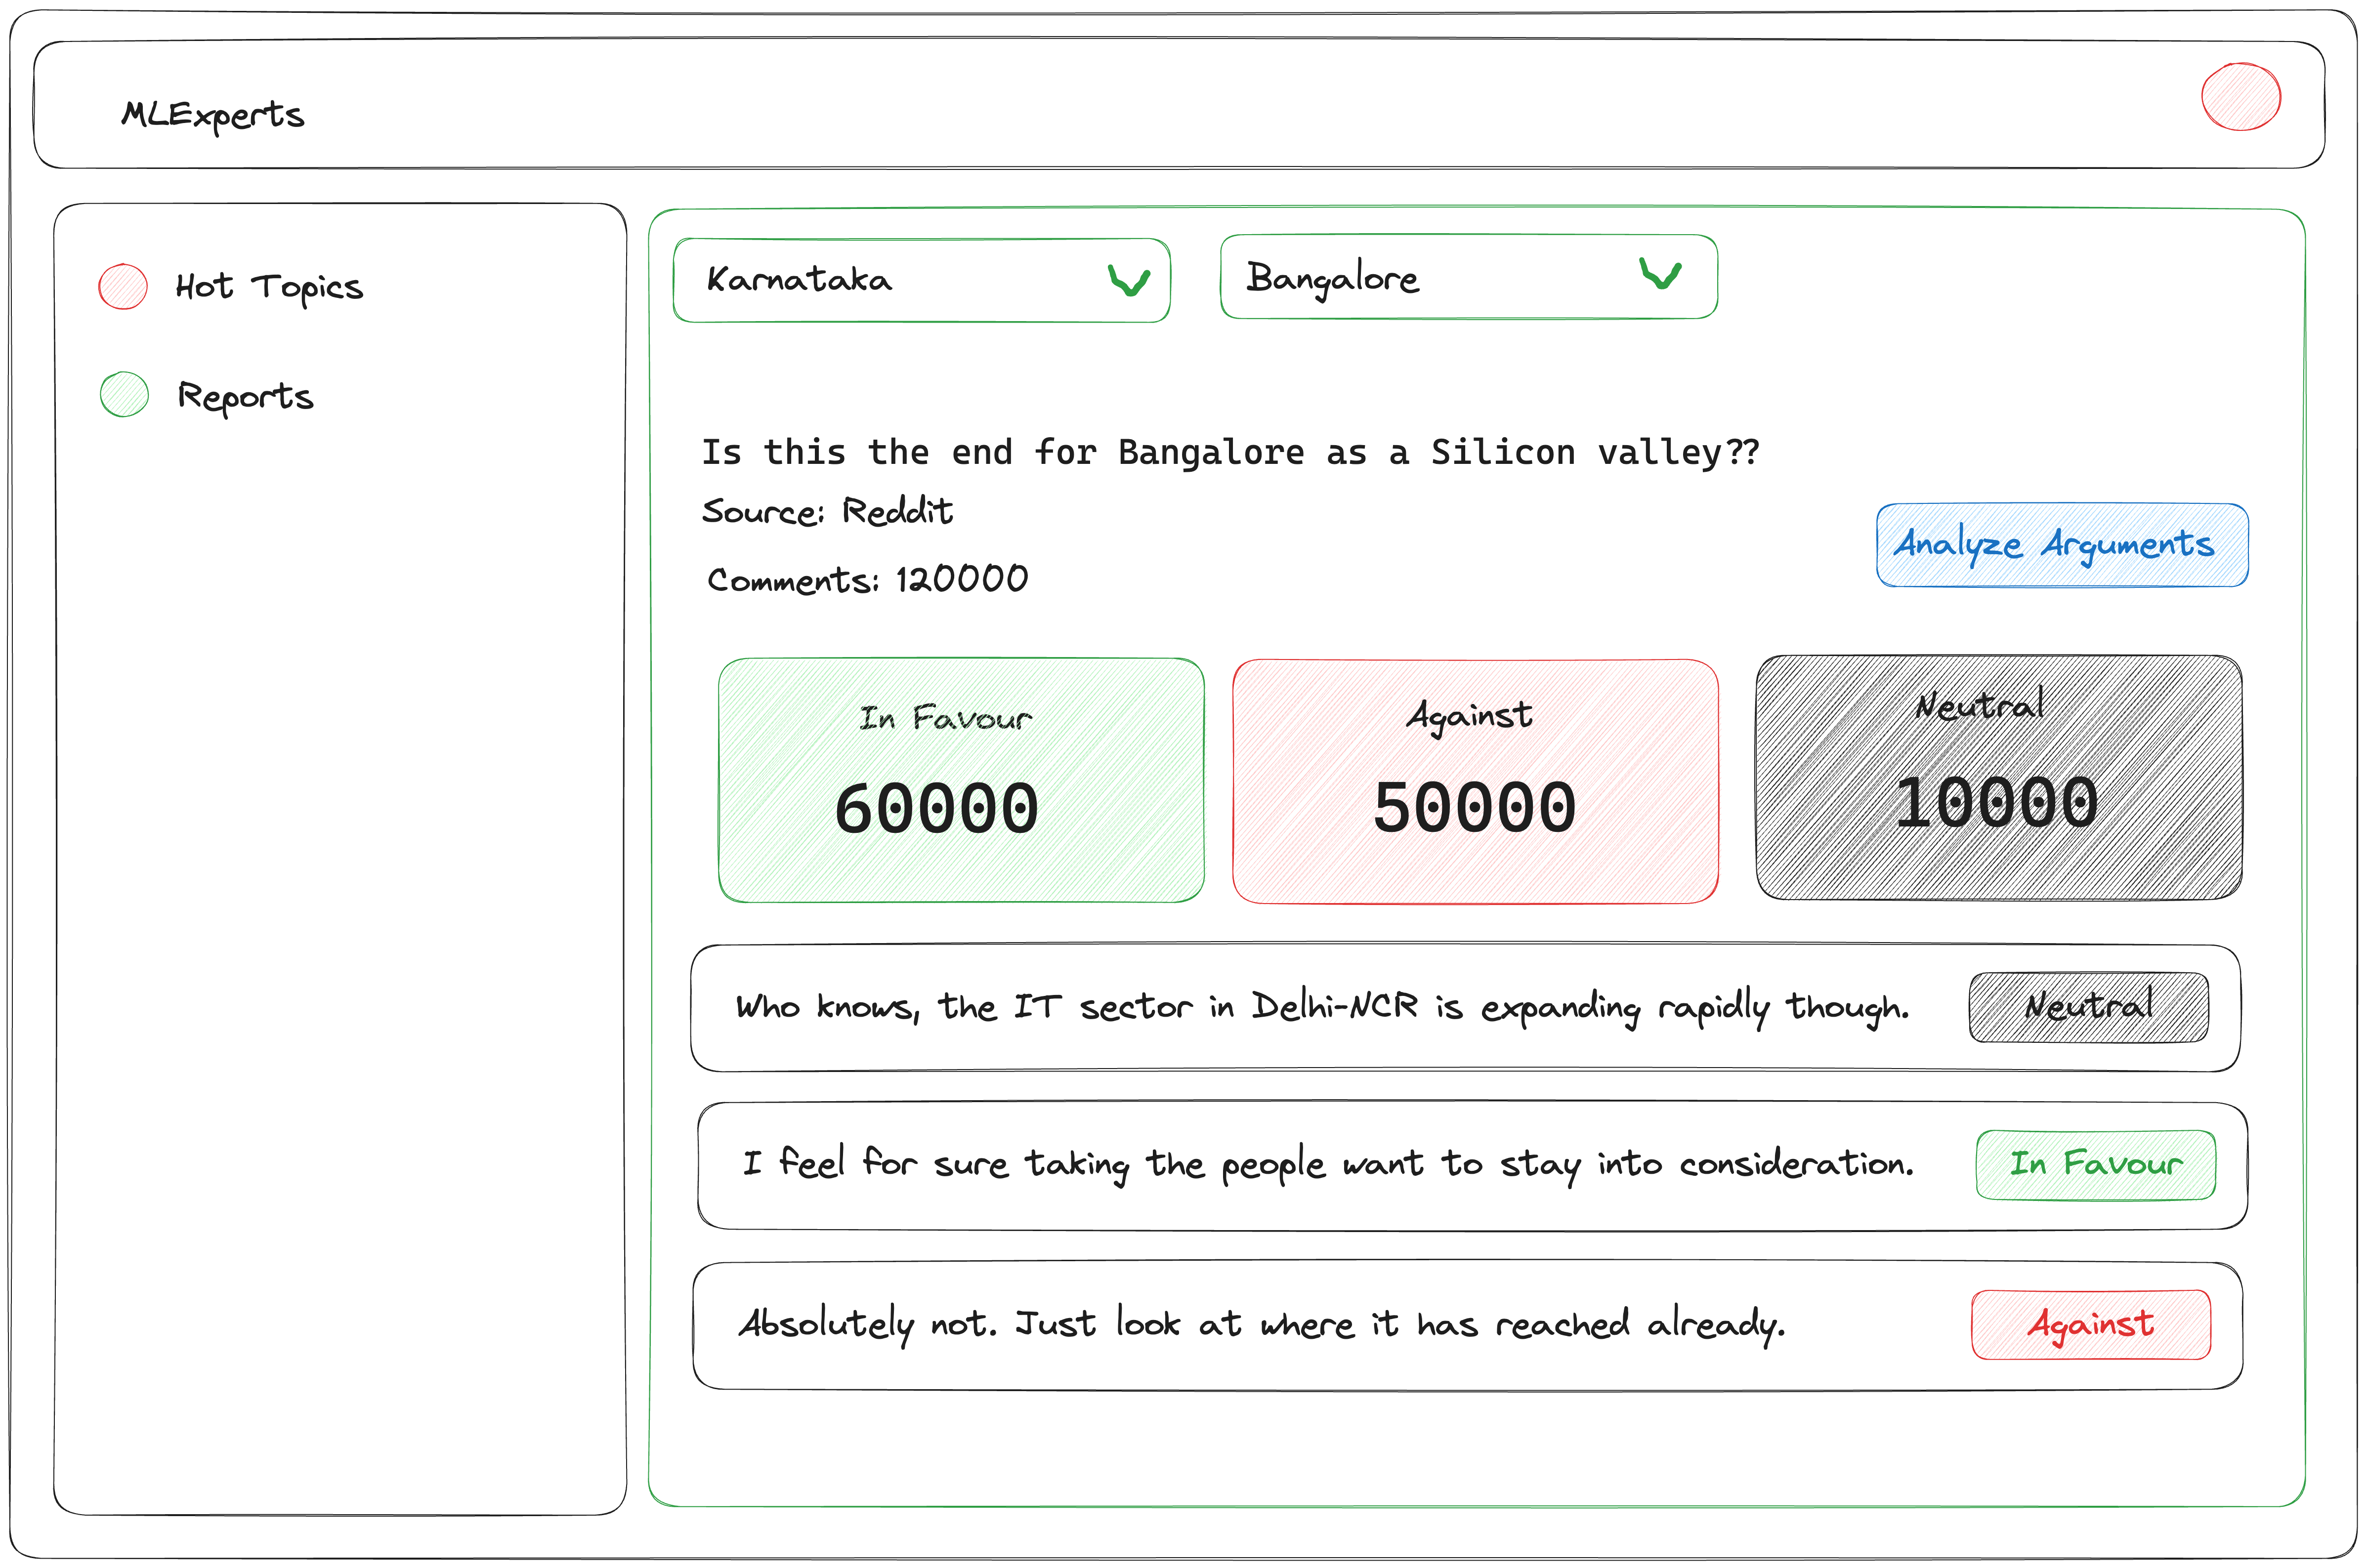 MLExperts
Hot Topics
Reports
Karnataka
Bangalore
Is this the end for Bangalore as a Silicon valley??
Source: Reddit
Comments: 120000
Analyze Arguments
In Favour
60000
Against
50000
Neutral
10000
Who knows, the IT sector in Delhi-NCR is expanding rapidly though.
Neutral
I feel for sure taking the people want to stay into consideration.
In Favour
Absolutely not. Just look at where it has reached already.
Against